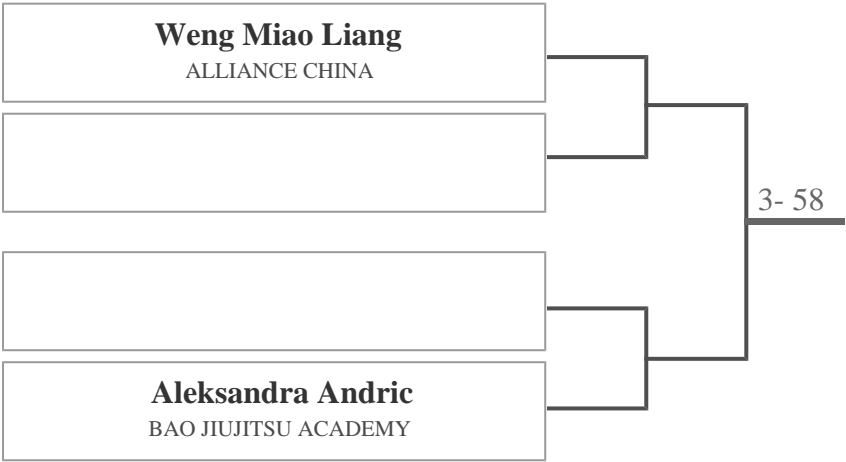 Weng Miao Liang
ALLIANCE CHINA
3- 58
Aleksandra Andric
BAO JIUJITSU ACADEMY